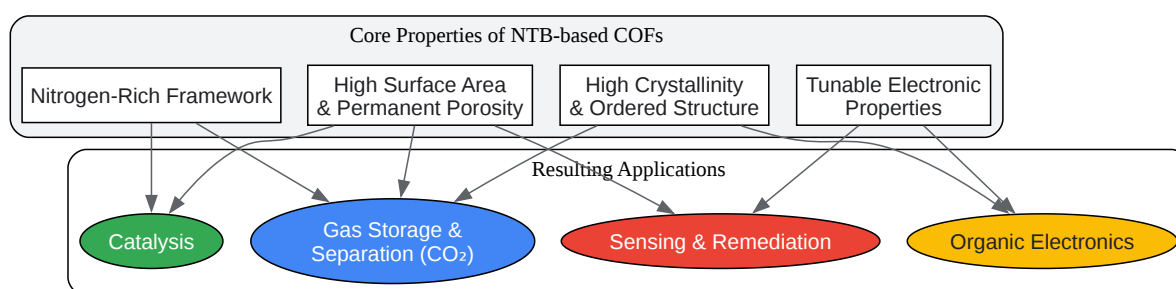 Core Properties of NTB-based COFs
Nitrogen-Rich Framework
High Surface Area
& Permanent Porosity
High Crystallinity
& Ordered Structure
Tunable Electronic
Properties
Resulting Applications
Catalysis
Gas Storage &
Separation (CO₂)
Sensing & Remediation
Organic Electronics